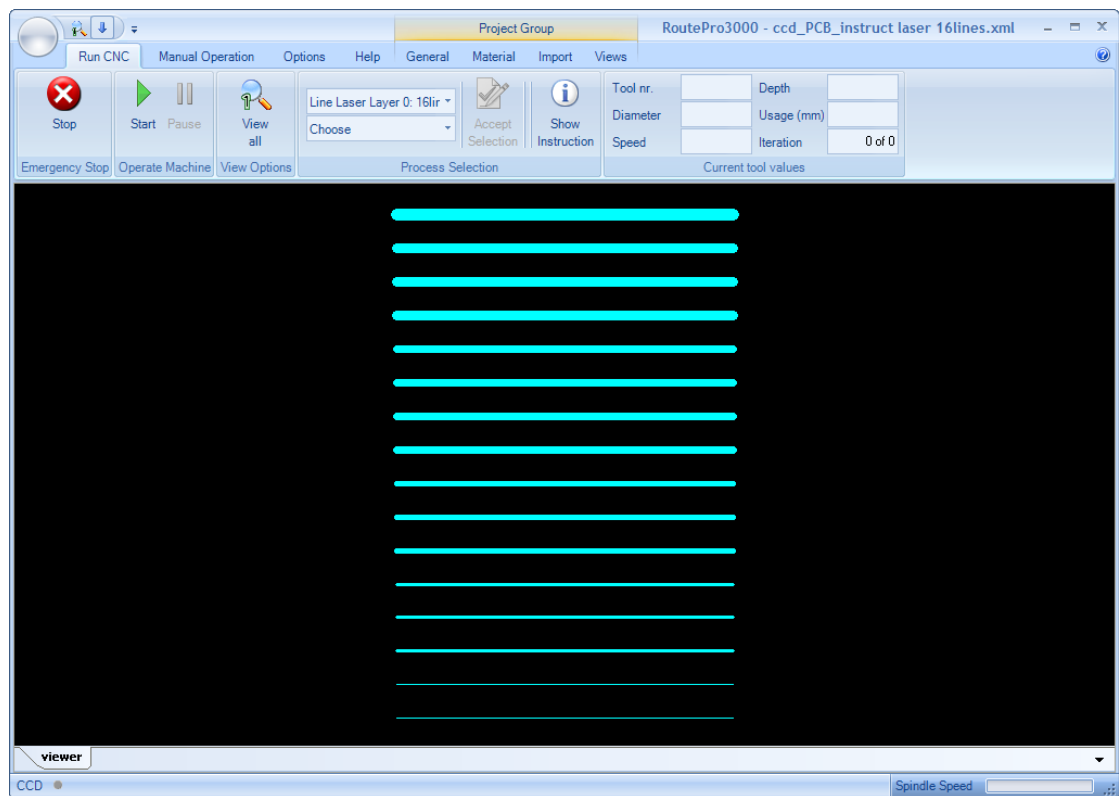 Project Group
RoutePro3000 - ccd_PCB_instruct laser 16lines.xml
Run CNC
Manual Operation
Options
Help
General
Material
Import
Views
Stop
Emergency Stop
Start
Pause
Operate Machine
View all
View Options
Line Laser Layer 0: 16lir
Choose
Accept Selection
Show Instruction
Process Selection
Tool nr.
Depth
Diameter
Usage (mm)
Speed
Iteration
0 of 0
Current tool values
viewer
CCD
Spindle Speed